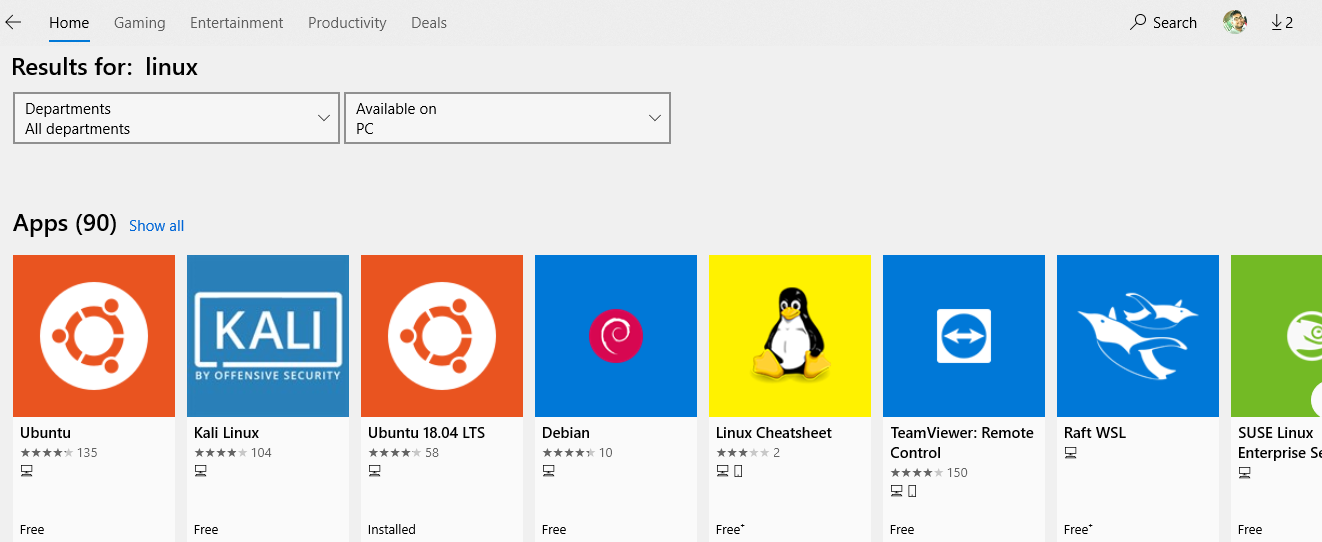 Home Gaming Entertainment Productivity Deals Search 2
Results for: linux
Departments
All departments
Available on
PC
Apps (90) Show all
KALI
BY OFFENSIVE SECURITY
Ubuntu
135
Free
Kali Linux
104
Free
Ubuntu 18.04 LTS
58
Installed
Debian
10
Free
Linux Cheatsheet
2
Free+
TeamViewer: Remote
Control
150
Free
Raft WSL
Free+
SUSE Linux
Enterprise Se
Free